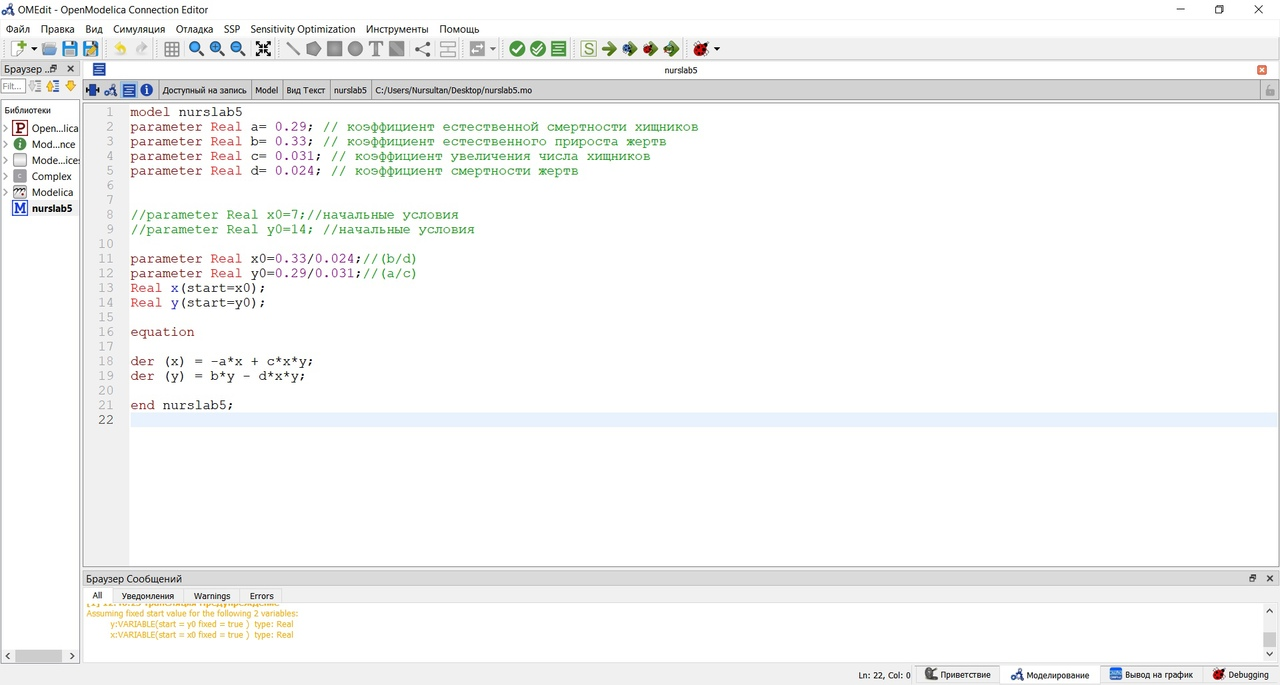 OMEdit - OpenModelica Connection Editor
Файл Правка Вид Симуляция Отладка SSP Sensitivity Optimization Инструменты Помощь
Браузер ..
nurslab5
Filt...
Доступный на запись Model Вид Текст nurslab5 C:/Users/Nursultan/Desktop/nurslab5.mo
Библиотеки
Open...lica
Mod...nce
Mode...ices
Complex
Modelica
nurslab5
1 model nurslab5
2 parameter Real a= 0.29; // коэффициент естественной смертности хищников
3 parameter Real b= 0.33; // коэффициент естественного прироста жертв
4 parameter Real c= 0.031; // коэффициент увеличения числа хищников
5 parameter Real d= 0.024; // коэффициент смертности жертв
6
7
8 //parameter Real x0=7;//начальные условия
9 //parameter Real y0=14; //начальные условия
10
11 parameter Real x0=0.33/0.024;//(b/d)
12 parameter Real y0=0.29/0.031;//(a/c)
13 Real x(start=x0);
14 Real y(start=y0);
15
16 equation
17
18 der (x) = -a*x + c*x*y;
19 der (y) = b*y - d*x*y;
20
21 end nurslab5;
22
Браузер Сообщений
All Уведомления Warnings Errors
Assuming fixed start value for the following 2 variables:
y:VARIABLE(start = y0 fixed = true ) type: Real
x:VARIABLE(start = x0 fixed = true ) type: Real
Ln: 22, Col: 0 Приветствие Моделирование Вывод на график Debugging